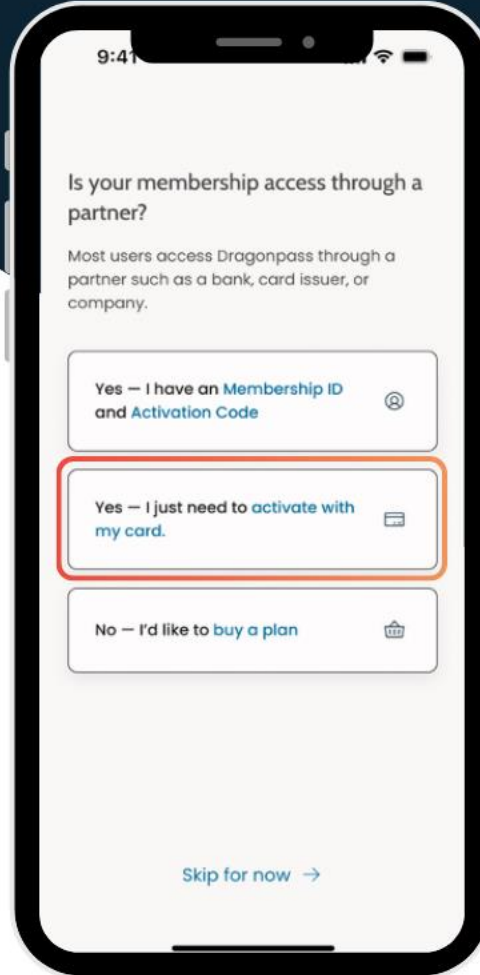 9:41
Is your membership access through a
partner?
Most users access Dragonpass through a
partner such as a bank, card issuer, or
company.
Yes — I have an Membership ID
and Activation Code
Yes — I just need to activate with
my card.
No — I'd like to buy a plan
Skip for now →